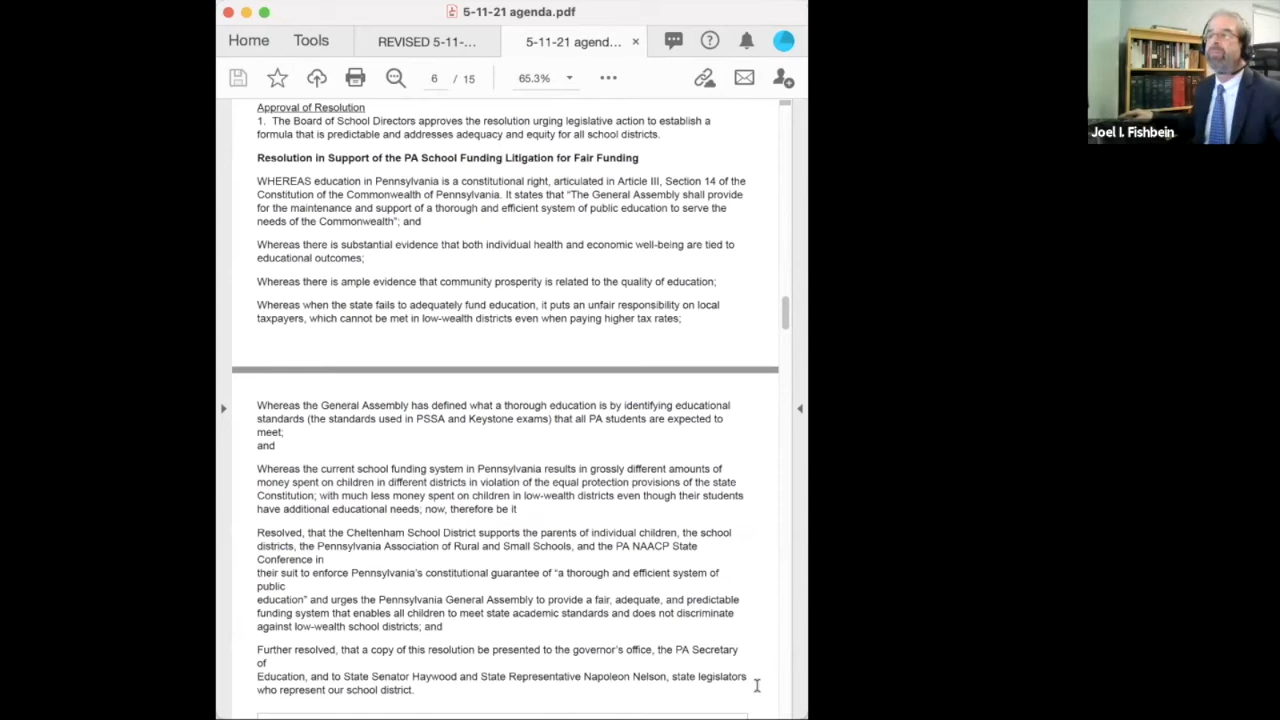 5-11-21 agenda.pdf
Home
Tools
REVISED 5-11-...
5-11-21 agend...
×
6 / 15
65.3%
Joel I. Fishbein
Approval of Resolution
1. The Board of School Directors approves the resolution urging legislative action to establish a
formula that is predictable and addresses adequacy and equity for all school districts.
Resolution in Support of the PA School Funding Litigation for Fair Funding
WHEREAS education in Pennsylvania is a constitutional right, articulated in Article III, Section 14 of the
Constitution of the Commonwealth of Pennsylvania. It states that “The General Assembly shall provide
for the maintenance and support of a thorough and efficient system of public education to serve the
needs of the Commonwealth”; and
Whereas there is substantial evidence that both individual health and economic well-being are tied to
educational outcomes;
Whereas there is ample evidence that community prosperity is related to the quality of education;
Whereas when the state fails to adequately fund education, it puts an unfair responsibility on local
taxpayers, which cannot be met in low-wealth districts even when paying higher tax rates;
Whereas the General Assembly has defined what a thorough education is by identifying educational
standards (the standards used in PSSA and Keystone exams) that all PA students are expected to
meet;
and
Whereas the current school funding system in Pennsylvania results in grossly different amounts of
money spent on children in different districts in violation of the equal protection provisions of the state
Constitution; with much less money spent on children in low-wealth districts even though their students
have additional educational needs; now, therefore be it
Resolved, that the Cheltenham School District supports the parents of individual children, the school
districts, the Pennsylvania Association of Rural and Small Schools, and the PA NAACP State
Conference in
their suit to enforce Pennsylvania’s constitutional guarantee of “a thorough and efficient system of
public
education” and urges the Pennsylvania General Assembly to provide a fair, adequate, and predictable
funding system that enables all children to meet state academic standards and does not discriminate
against low-wealth school districts; and
Further resolved, that a copy of this resolution be presented to the governor’s office, the PA Secretary
of
Education, and to State Senator Haywood and State Representative Napoleon Nelson, state legislators
who represent our school district.